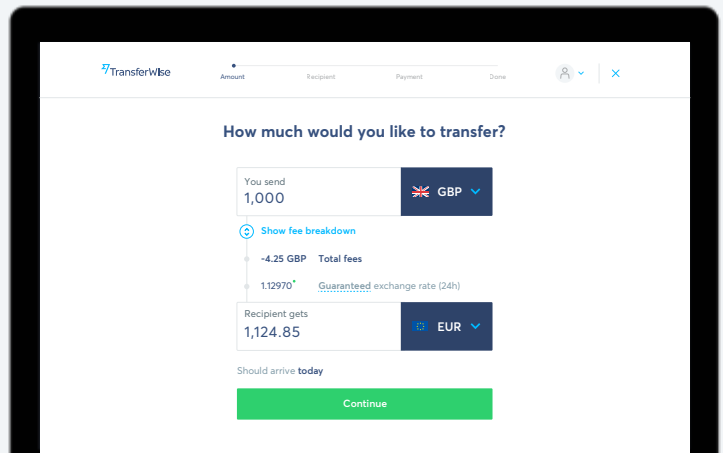 TransferWise
Amount Recipient Payment Done
How much would you like to transfer?
You send
1,000 GBP
Show fee breakdown
-4.25 GBP Total fees
1.12970* Guaranteed exchange rate (24h)
Recipient gets
1,124.85 EUR
Should arrive today
Continue